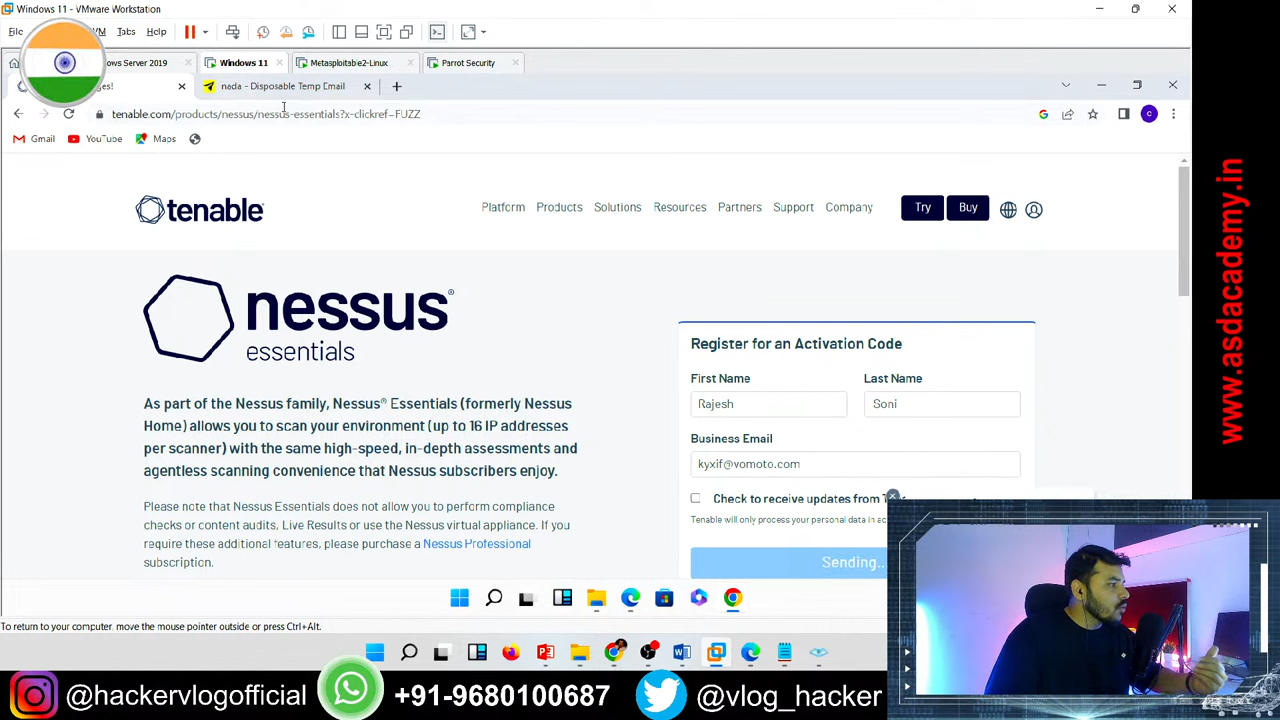 Windows 11 - VMware Workstation
File VM Tabs Help
Windows Server 2019 Windows 11 Metasploitable2-Linux Parrot Security
nada - Disposable Temp Email
tenable.com/products/nessus/nessus-essentials?x-clickref=FUZZ
Gmail YouTube Maps
tenable
Platform Products Solutions Resources Partners Support Company Try Buy
nessus®
essentials
As part of the Nessus family, Nessus® Essentials (formerly Nessus
Home) allows you to scan your environment (up to 16 IP addresses
per scanner) with the same high-speed, in-depth assessments and
agentless scanning convenience that Nessus subscribers enjoy.
Please note that Nessus Essentials does not allow you to perform compliance
checks or content audits, Live Results or use the Nessus virtual appliance. If you
require these additional features, please purchase a Nessus Professional
subscription.
Register for an Activation Code
First Name Last Name
Rajesh Soni
Business Email
kyxif@vomoto.com
Check to receive updates from
Tenable will only process your personal data in
Sending...
To return to your computer, move the mouse pointer outside or press Ctrl+Alt.
@hackervlogofficial +91-9680100687 @vlog_hacker
www.asdacademy.in